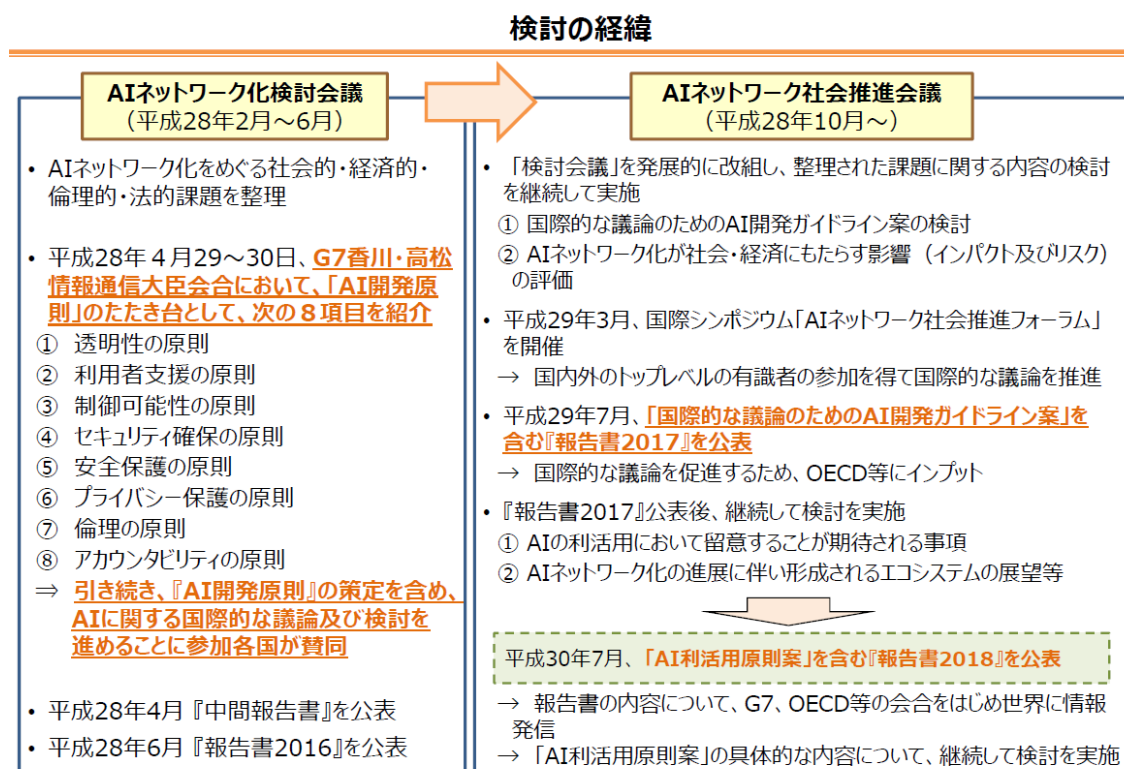 検討の経緯
AIネットワーク化検討会議
(平成28年2月～6月)
• AIネットワーク化をめぐる社会的・経済的・
倫理的・法的課題を整理
• 平成28年４月29～30日、G7香川・高松
情報通信大臣会合において、「AI開発原
則」のたたき台として、次の８項目を紹介
① 透明性の原則
② 利用者支援の原則
③ 制御可能性の原則
④ セキュリティ確保の原則
⑤ 安全保護の原則
⑥ プライバシー保護の原則
⑦ 倫理の原則
⑧ アカウンタビリティの原則
⇒ 引き続き、『AI開発原則』の策定を含め、
AIに関する国際的な議論及び検討を
進めることに参加各国が賛同
• 平成28年4月『中間報告書』を公表
• 平成28年6月『報告書2016』を公表
AIネットワーク社会推進会議
(平成28年10月～)
• 「検討会議」を発展的に改組し、整理された課題に関する内容の検討
を継続して実施
① 国際的な議論のためのAI開発ガイドライン案の検討
② AIネットワーク化が社会・経済にもたらす影響（インパクト及びリスク）
の評価
• 平成29年3月、国際シンポジウム「AIネットワーク社会推進フォーラム」
を開催
→ 国内外のトップレベルの有識者の参加を得て国際的な議論を推進
• 平成29年7月、「国際的な議論のためのAI開発ガイドライン案」を
含む『報告書2017』を公表
→ 国際的な議論を促進するため、OECD等にインプット
• 『報告書2017』公表後、継続して検討を実施
① AIの利活用において留意することが期待される事項
② AIネットワーク化の進展に伴い形成されるエコシステムの展望等
平成30年7月、「AI利活用原則案」を含む『報告書2018』を公表
→ 報告書の内容について、G7、OECD等の会合をはじめ世界に情報
発信
→ 「AI利活用原則案」の具体的な内容について、継続して検討を実施